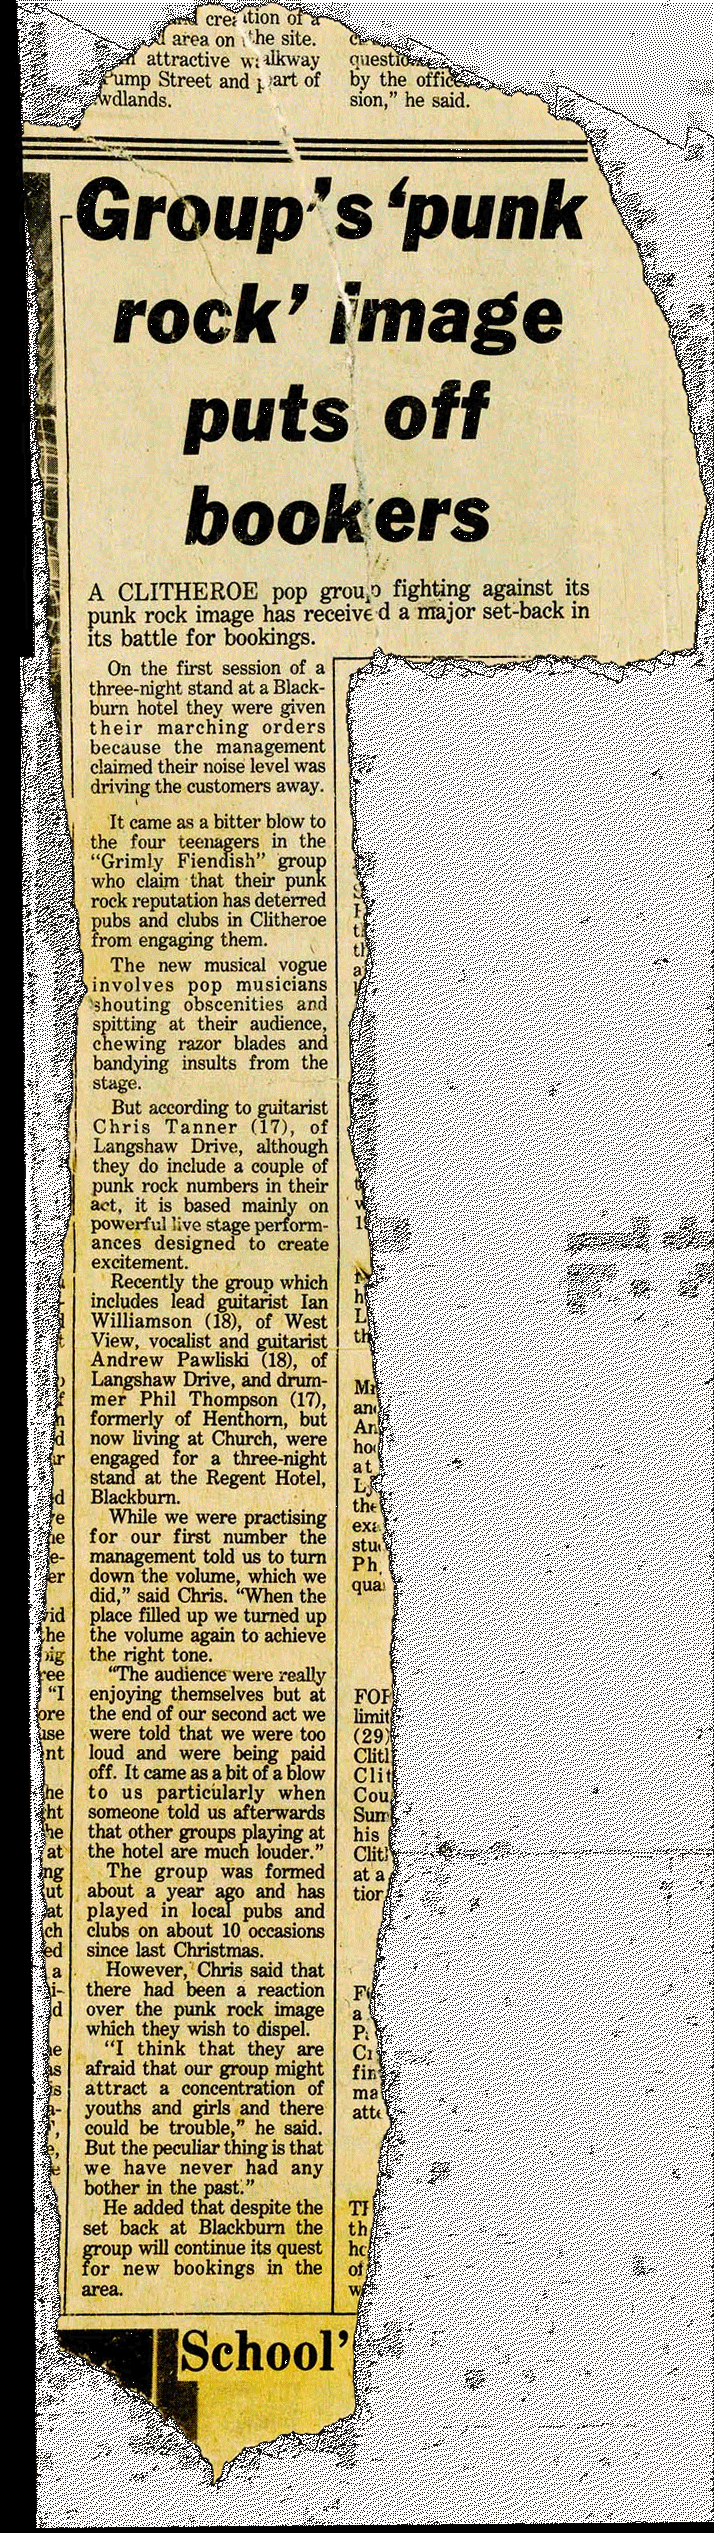 creation of a
area on the site.
attractive walkway
Pump Street and part of
wdlands.
by the office
sion," he said.
Group's 'punk
rock' image
puts off
bookers
A CLITHEROE pop group fighting against its
punk rock image has received a major set-back in
its battle for bookings.
On the first session of a
three-night stand at a Black-
burn hotel they were given
their marching orders
because the management
claimed their noise level was
driving the customers away.
It came as a bitter blow to
the four teenagers in the
"Grimly Fiendish" group
who claim that their punk
rock reputation has deterred
pubs and clubs in Clitheroe
from engaging them.
The new musical vogue
involves pop musicians
shouting obscenities and
spitting at their audience,
chewing razor blades and
bandying insults from the
stage.
But according to guitarist
Chris Tanner (17), of
Langshaw Drive, although
they do include a couple of
punk rock numbers in their
act, it is based mainly on
powerful live stage perform-
ances designed to create
excitement.
Recently the group which
includes lead guitarist Ian
Williamson (18), of West
View, vocalist and guitarist
Andrew Pawliski (18), of
Langshaw Drive, and drum-
mer Phil Thompson (17),
formerly of Henthorn, but
now living at Church, were
engaged for a three-night
stand at the Regent Hotel,
Blackburn.
While we were practising
for our first number the
management told us to turn
down the volume, which we
did," said Chris. "When the
place filled up we turned up
the volume again to achieve
the right tone.
"The audience were really
enjoying themselves but at
the end of our second act we
were told that we were too
loud and were being paid
off. It came as a bit of a blow
to us particularly when
someone told us afterwards
that other groups playing at
the hotel are much louder."
The group was formed
about a year ago and has
played in local pubs and
clubs on about 10 occasions
since last Christmas.
However, Chris said that
there had been a reaction
over the punk rock image
which they wish to dispel.
"I think that they are
afraid that our group might
attract a concentration of
youths and girls and there
could be trouble," he said.
But the peculiar thing is that
we have never had any
bother in the past."
He added that despite the
set back at Blackburn the
group will continue its quest
for new bookings in the
area.
School'